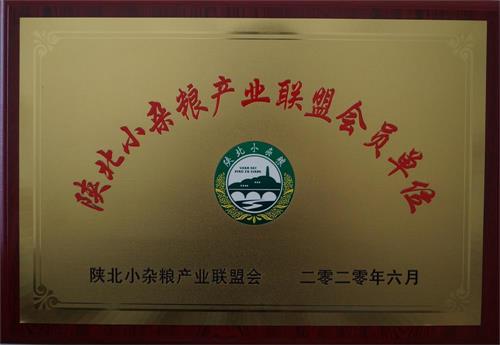 陕北小杂粮产业联盟会员单位
陕北小杂粮
陕北小杂粮产业联盟会 二零二零年六月